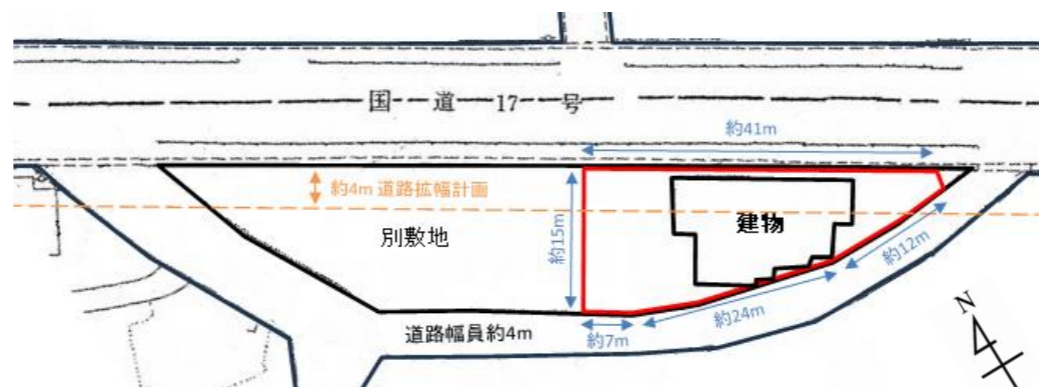 国道17号
約41m
約4m 道路拡幅計画
約15m
別敷地
建物
約12m
約24m
約7m
道路幅員約4m
N